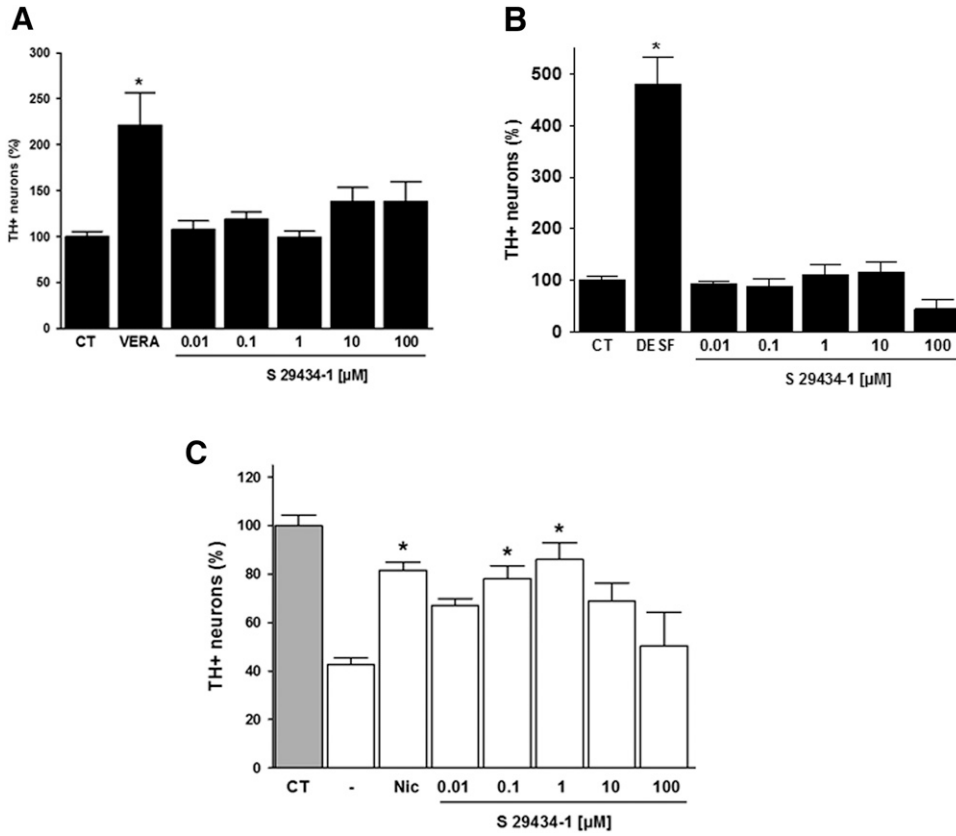 A
300
250
200
150
100
50
0
TH+ neurons (%)
*
CT VERA 0.01 0.1 1 10 100
S 29434-1 [µM]
B
500
400
300
200
100
0
TH+ neurons (%)
*
CT DESF 0.01 0.1 1 10 100
S 29434-1 [µM]
C
120
100
80
60
40
20
0
TH+ neurons (%)
* * *
CT - Nic 0.01 0.1 1 10 100
S 29434-1 [µM]